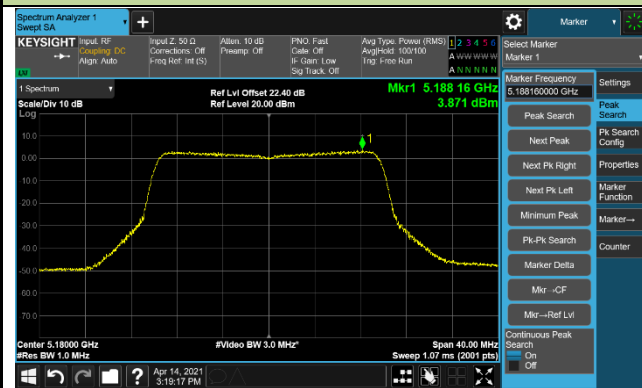 Spectrum Analyzer 1
Swept SA
Marker
KEYSIGHT
Input: RF
Coupling: DC
Align: Auto
Input Z: 50 Ω
Corrections: Off
Freq Ref: Int (S)
Atten: 10 dB
Preamp: Off
PNO: Fast
Gate: Off
IF Gain: Low
Sig Track: Off
Avg Type: Power (RMS)
Avg|Hold: 100/100
Trig: Free Run
1 2 3 4 5 6
A W W W W W
A N N N N N
LW
Select Marker
Marker 1
1 Spectrum
Scale/Div 10 dB
Log
Ref Lvl Offset 22.40 dB
Ref Level 20.00 dBm
Mkr1 5.188 16 GHz
3.871 dBm
10.0
0.00
10.0
20.0
30.0
40.0
-50.0
60.0
70.0
1
Center 5.18000 GHz
#Res BW 1.0 MHz
#Video BW 3.0 MHz*
Span 40.00 MHz
Sweep 1.07 ms (2001 pts)
Marker Frequency
5.188160000 GHz
Peak Search
Next Peak
Next Pk Right
Next Pk Left
Minimum Peak
Pk-Pk Search
Marker Delta
Mkr→CF
Mkr→Ref Lvl
Continuous Peak
Search
On
Off
Settings
Peak
Search
Pk Search
Config
Properties
Marker
Function
Marker→
Counter
?
Apr 14, 2021
3:19:17 PM